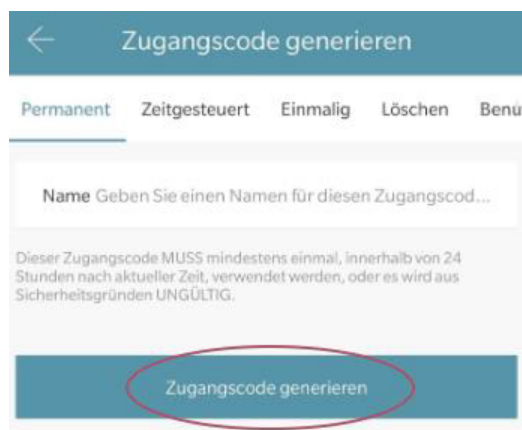 Zugangscode generieren
Permanent Zeitgesteuert Einmalig Löschen Benu
Name Geben Sie einen Namen für diesen Zugangscod...
Dieser Zugangscode MUSS mindestens einmal, innerhalb von 24
Stunden nach aktueller Zeit, verwendet werden, oder es wird aus
Sicherheitsgründen UNGÜLTIG.
Zugangscode generieren